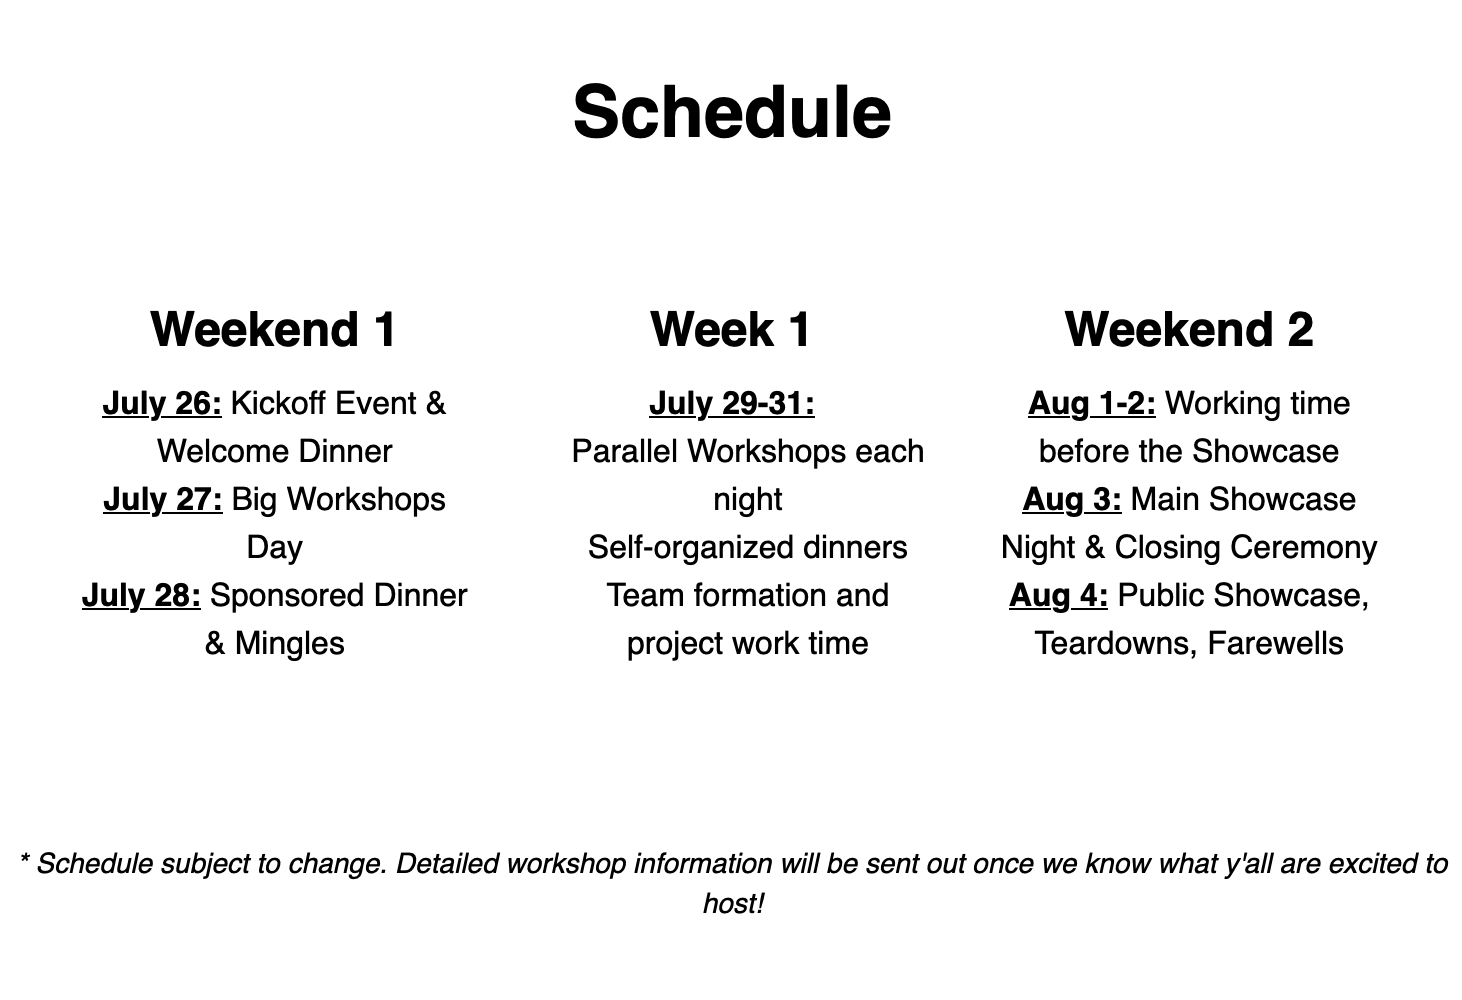 Schedule
Weekend 1
July 26: Kickoff Event &
Welcome Dinner
July 27: Big Workshops
Day
July 28: Sponsored Dinner
& Mingles
Week 1
July 29-31:
Parallel Workshops each
night
Self-organized dinners
Team formation and
project work time
Weekend 2
Aug 1-2: Working time
before the Showcase
Aug 3: Main Showcase
Night & Closing Ceremony
Aug 4: Public Showcase,
Teardowns, Farewells
* Schedule subject to change. Detailed workshop information will be sent out once we know what y'all are excited to
host!